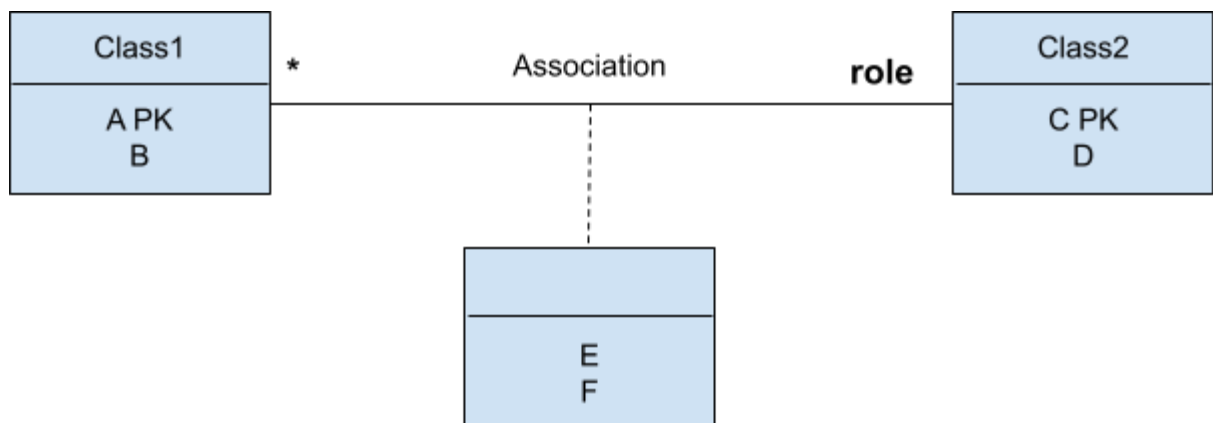 Class1
A PK
B
*
Association
role
Class2
C PK
D
E
F